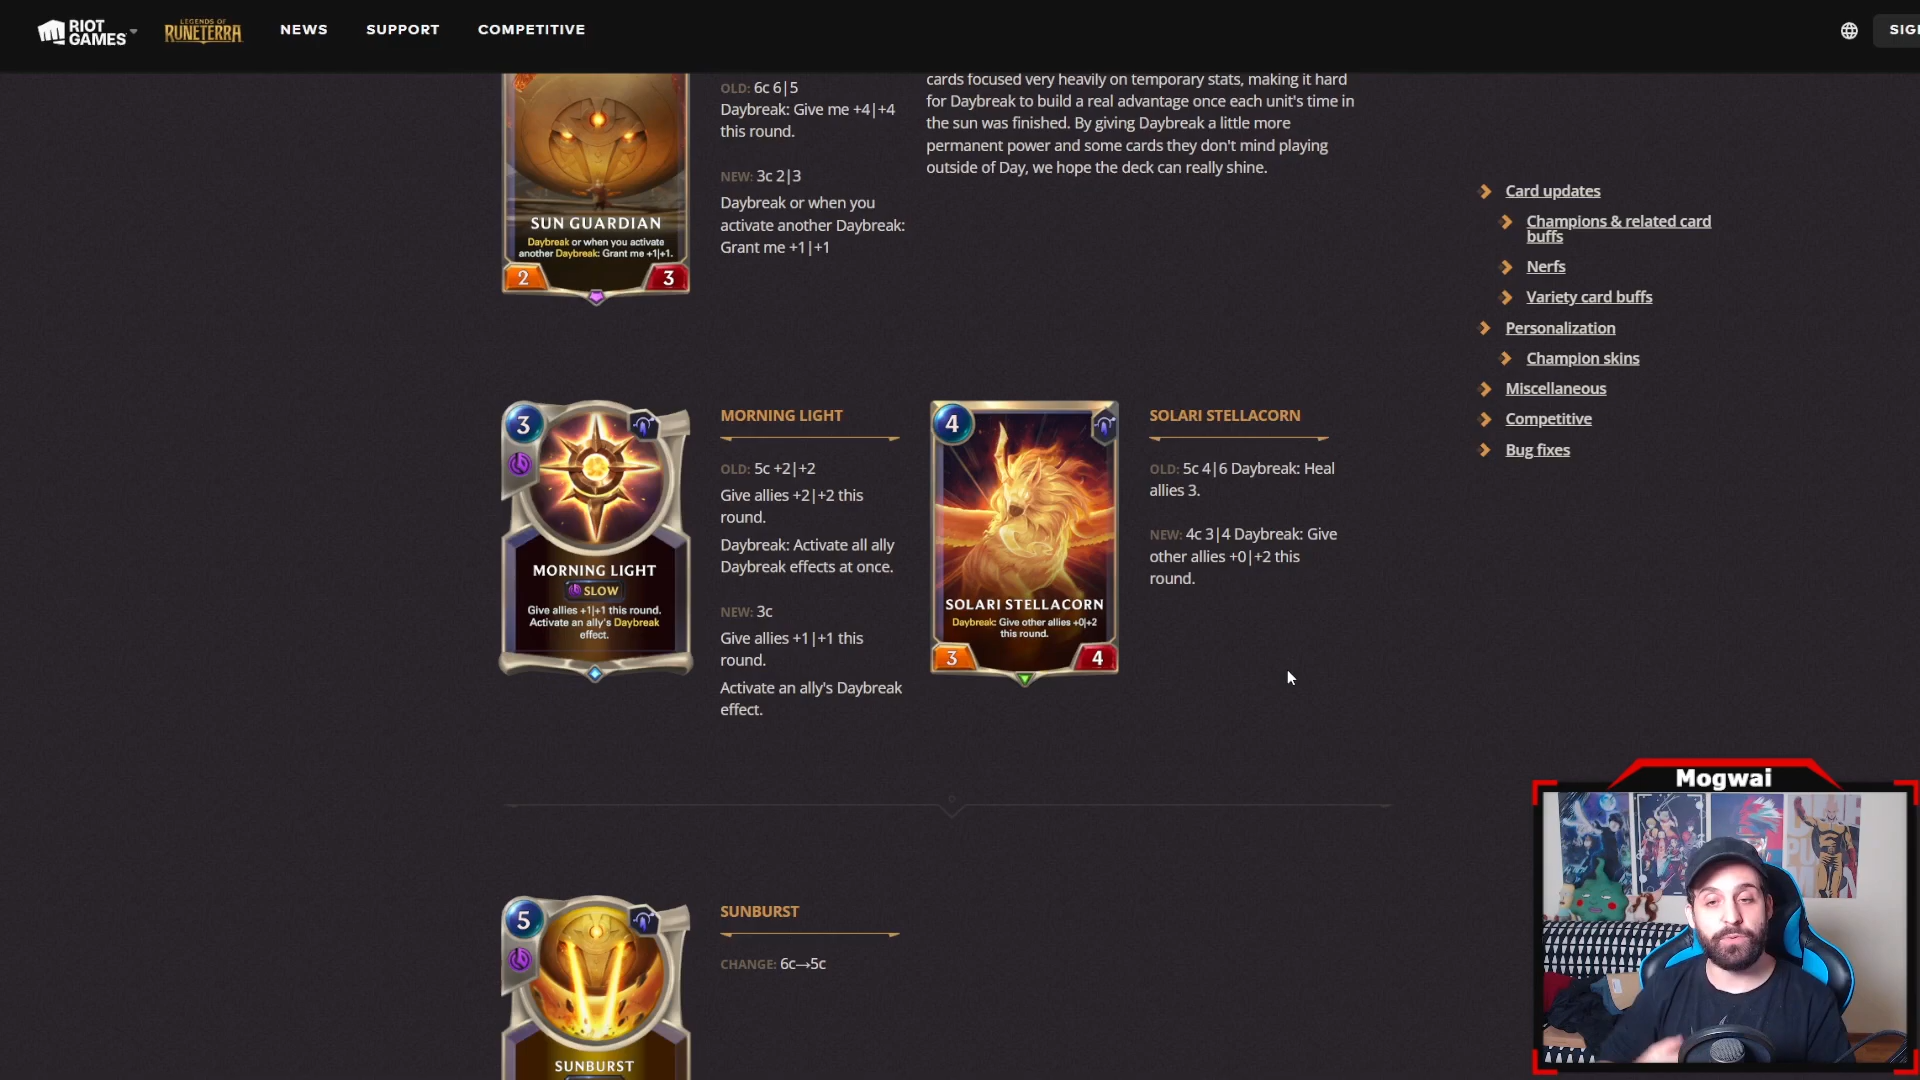 RIOT GAMES
LEGENDS OF RUNETERRA
NEWS
SUPPORT
COMPETITIVE
SIG
OLD: 6c 6|5
Daybreak: Give me +4|+4
this round.
NEW: 3c 2|3
Daybreak or when you
activate another Daybreak:
Grant me +1|+1
cards focused very heavily on temporary stats, making it hard
for Daybreak to build a real advantage once each unit's time in
the sun was finished. By giving Daybreak a little more
permanent power and some cards they don't mind playing
outside of Day, we hope the deck can really shine.
SUN GUARDIAN
Daybreak or when you activate
another Daybreak: Grant me +1|+1.
2
3
Card updates
Champions & related card
buffs
Nerfs
Variety card buffs
Personalization
Champion skins
Miscellaneous
Competitive
Bug fixes
3
MORNING LIGHT
SLOW
Give allies +1|+1 this round.
Activate an ally's Daybreak
effect.
MORNING LIGHT
OLD: 5c +2|+2
Give allies +2|+2 this
round.
Daybreak: Activate all ally
Daybreak effects at once.
NEW: 3c
Give allies +1|+1 this
round.
Activate an ally's Daybreak
effect.
4
SOLARI STELLACORN
Daybreak: Give other allies +0|+2
this round.
3
4
SOLARI STELLACORN
OLD: 5c 4|6 Daybreak: Heal
allies 3.
NEW: 4c 3|4 Daybreak: Give
other allies +0|+2 this
round.
5
SUNBURST
SUNBURST
CHANGE: 6c→5c
Mogwai